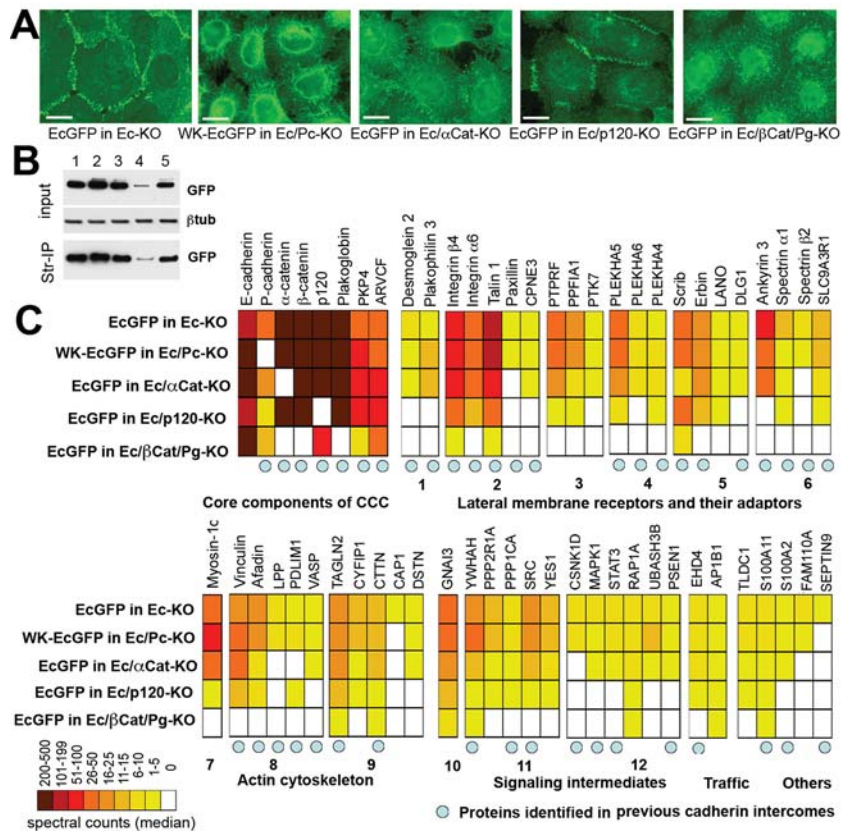 A
EcGFP in Ec-KO
WK-EcGFP in Ec/Pc-KO
EcGFP in Ec/αCat-KO
EcGFP in Ec/p120-KO
EcGFP in Ec/βCat/Pg-KO
B
1 2 3 4 5
input
GFP
βtub
Str-IP
GFP
C
E-cadherin
P-cadherin
α-catenin
β-catenin
p120
Plakoglobin
PKP4
ARVCF
Desmoglein 2
Plakophilin 3
Integrin β4
Integrin α6
Talin 1
Paxillin
CPNE3
PTPRF
PPFIA1
PTK7
PLEKHA5
PLEKHA6
PLEKHA4
Scrib
Erbin
LANO
DLG1
Ankyrin 3
Spectrin α1
Spectrin β2
SLC9A3R1
EcGFP in Ec-KO
WK-EcGFP in Ec/Pc-KO
EcGFP in Ec/αCat-KO
EcGFP in Ec/p120-KO
EcGFP in Ec/βCat/Pg-KO
1 2 3 4 5 6
Core components of CCC
Lateral membrane receptors and their adaptors
Myosin-1c
Vinculin
Afadin
LPP
PDLIM1
VASP
TAGLN2
CYFIP1
CTTN
CAP1
DSTN
GNAI3
YWHAH
PPP2R1A
PPP1CA
SRC
YES1
CSNK1D
MAPK1
STAT3
RAP1A
UBASH3B
PSEN1
EHD4
AP1B1
TLDC1
S100A11
S100A2
FAM110A
SEPTIN9
EcGFP in Ec-KO
WK-EcGFP in Ec/Pc-KO
EcGFP in Ec/αCat-KO
EcGFP in Ec/p120-KO
EcGFP in Ec/βCat/Pg-KO
7 8 9 10 11 12
Actin cytoskeleton
Signaling intermediates
Traffic
Others
200-500
101-199
51-100
26-50
16-25
11-15
6-10
1-5
0
spectral counts (median)
Proteins identified in previous cadherin intercomes